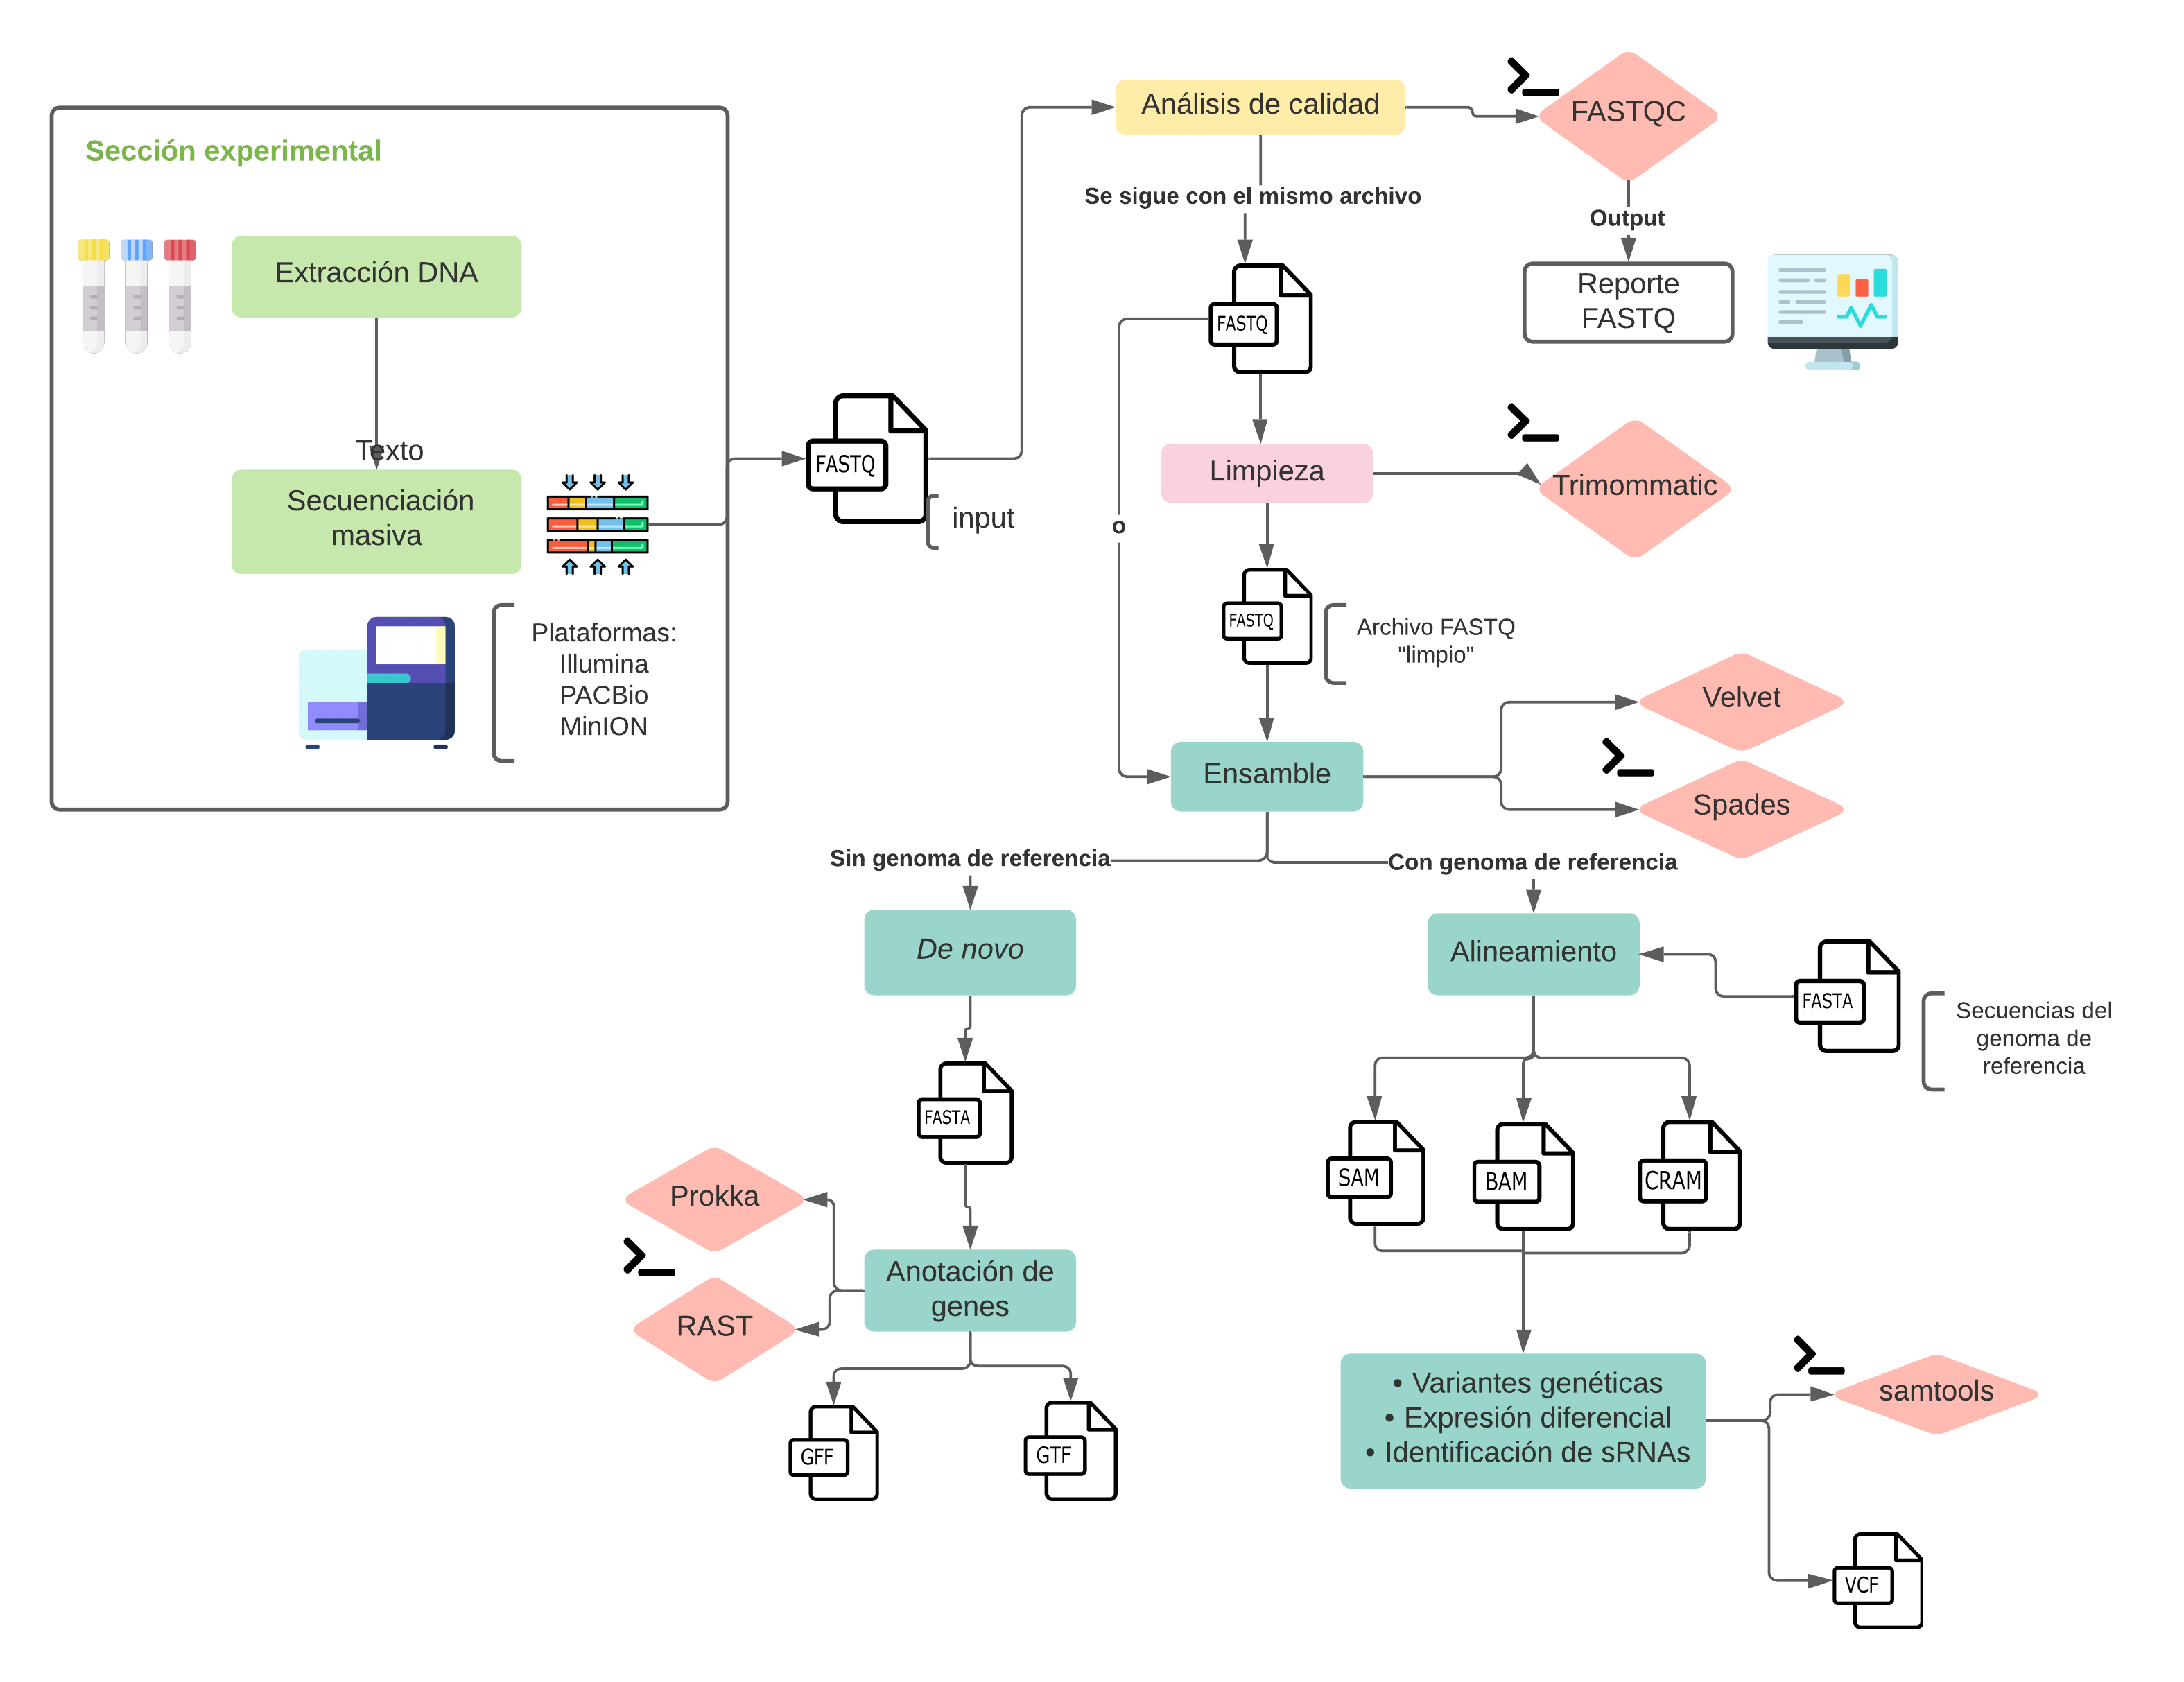 Sección experimental
Extracción DNA
Texto
Secuenciación
masiva
Plataformas:
Illumina
PACBio
MinION
FASTQ
input
Análisis de calidad
FASTQC
Se sigue con el mismo archivo
Output
Reporte
FASTQ
FASTQ
Limpieza
Trimommatic
o
FASTQ
Archivo FASTQ
"limpio"
Ensamble
Velvet
Spades
Sin genoma de referencia
Con genoma de referencia
De novo
Alineamiento
FASTA
Secuencias del
genoma de
referencia
FASTA
SAM
BAM
CRAM
Prokka
RAST
Anotación de
genes
GFF
GTF
• Variantes genéticas
• Expresión diferencial
• Identificación de sRNAs
samtools
VCF